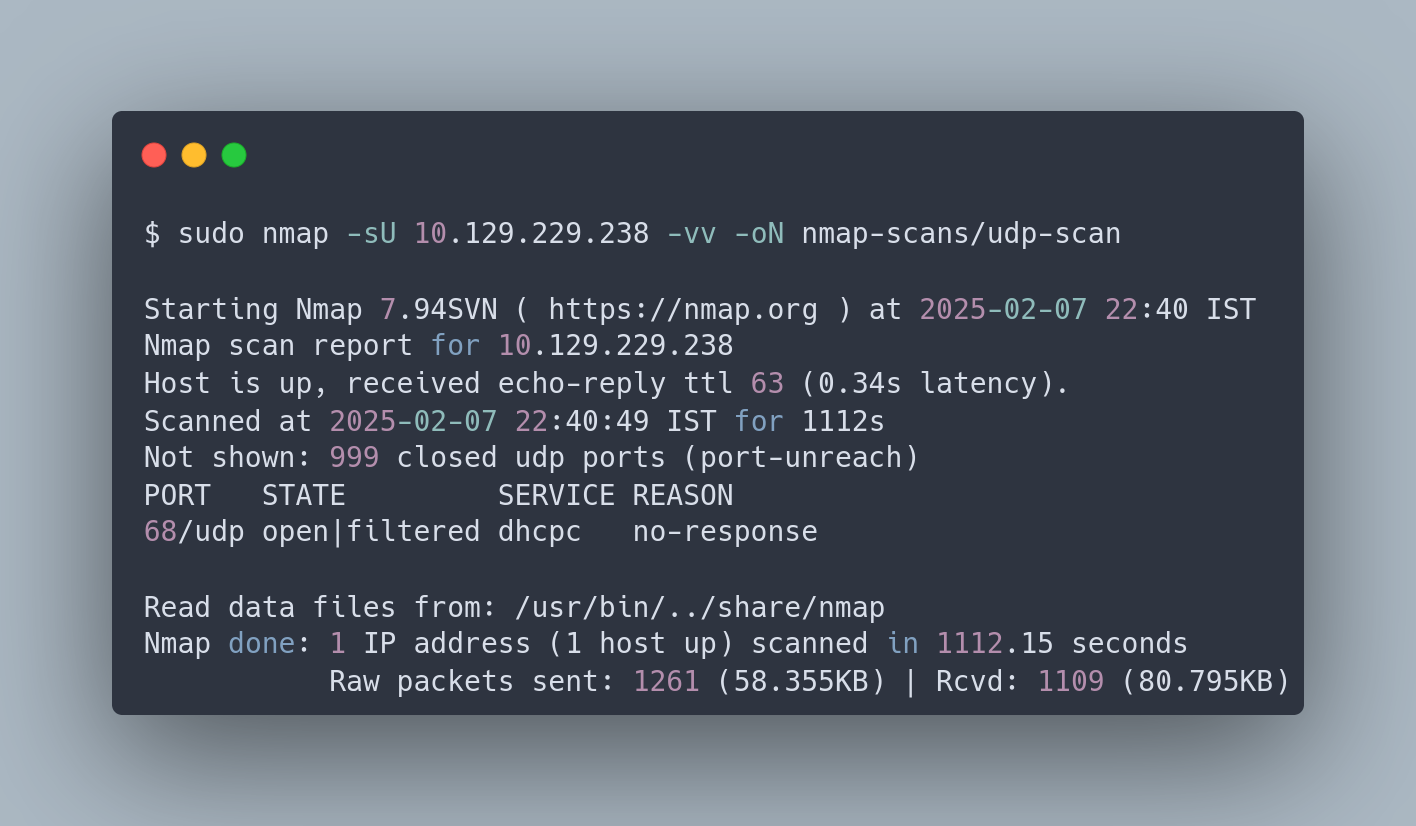 $ sudo nmap -sU 10.129.229.238 -vv -oN nmap-scans/udp-scan
Starting Nmap 7.94SVN ( https://nmap.org ) at 2025-02-07 22:40 IST
Nmap scan report for 10.129.229.238
Host is up, received echo-reply ttl 63 (0.34s latency).
Scanned at 2025-02-07 22:40:49 IST for 1112s
Not shown: 999 closed udp ports (port-unreach)
PORT   STATE         SERVICE REASON
68/udp open|filtered dhcpc   no-response
Read data files from: /usr/bin/../share/nmap
Nmap done: 1 IP address (1 host up) scanned in 1112.15 seconds
           Raw packets sent: 1261 (58.355KB) | Rcvd: 1109 (80.795KB)